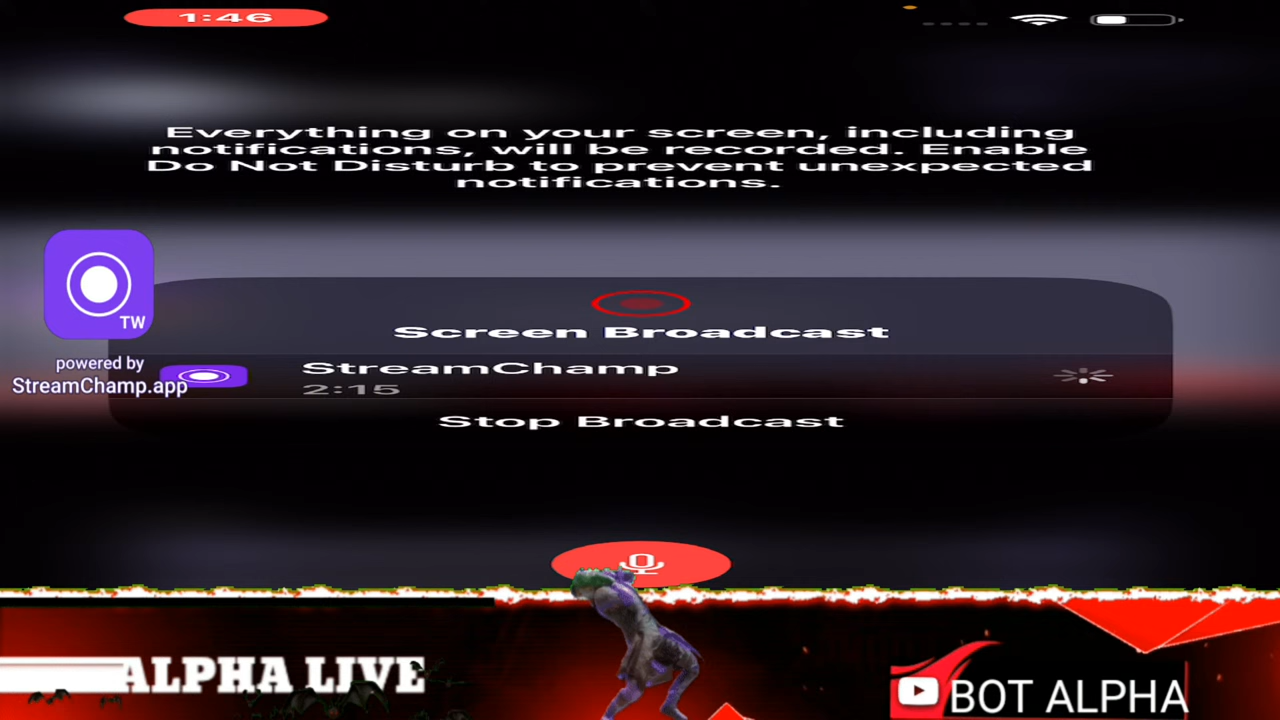 1:46
Everything on your screen, including
notifications, will be recorded. Enable
Do Not Disturb to prevent unexpected
notifications.
TW
powered by
StreamChamp.app
Screen Broadcast
StreamChamp
2:15
Stop Broadcast
ALPHA LIVE
BOT ALPHA